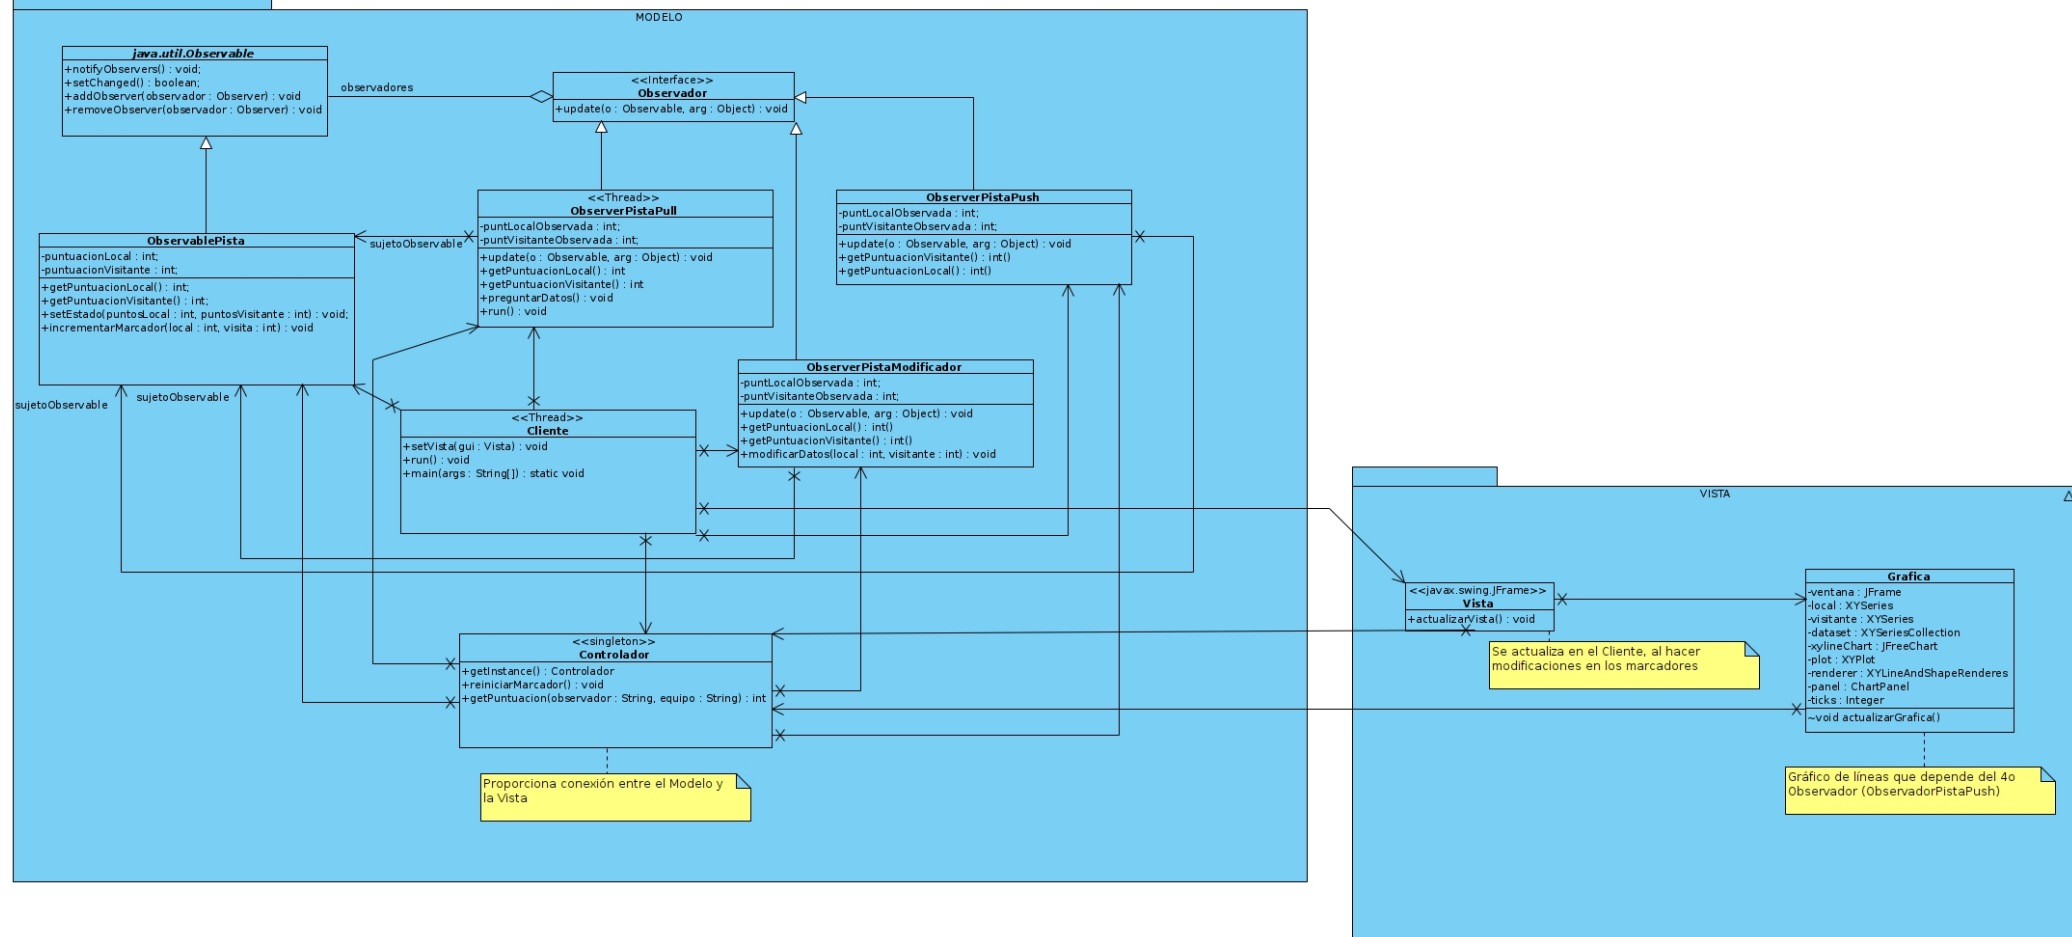 MODELO
java.util.Observable
+notifyObservers() : void;
+setChanged() : boolean;
+addObserver(observador : Observer) : void
+removeObserver(observador : Observer) : void
observadores
<<Interface>>
Observador
+update(o : Observable, arg : Object) : void
<<Thread>>
ObserverPistaPull
-puntLocalObservada : int;
-puntVisitanteObservada : int;
+update(o : Observable, arg : Object) : void
+getPuntuacionLocal() : int
+getPuntuacionVisitante() : int
+preguntarDatos() : void
+run() : void
ObserverPistaPush
-puntLocalObservada : int;
-puntVisitanteObservada : int;
+update(o : Observable, arg : Object) : void
+getPuntuacionVisitante() : int()
+getPuntuacionLocal() : int()
ObservablePista
-puntuacionLocal : int;
-puntuacionVisitante : int;
+getPuntuacionLocal() : int;
+getPuntuacionVisitante() : int;
+setEstado(puntosLocal : int, puntosVisitante : int) : void;
+incrementarMarcador(local : int, visita : int) : void
sujetoObservable
sujetoObservable
sujetoObservable
ObserverPistaModificador
-puntLocalObservada : int;
-puntVisitanteObservada : int;
+update(o : Observable, arg : Object) : void
+getPuntuacionLocal() : int()
+getPuntuacionVisitante() : int()
+modificarDatos(local : int, visitante : int) : void
<<Thread>>
Cliente
+setVista(gui : Vista) : void
+run() : void
+main(args : String[]) : static void
<<singleton>>
Controlador
+getInstance() : Controlador
+reiniciarMarcador() : void
+getPuntuacion(observador : String, equipo : String) : int
Proporciona conexión entre el Modelo y
la Vista
VISTA
<<javax.swing.JFrame>>
Vista
+actualizarVista() : void
Se actualiza en el Cliente, al hacer
modificaciones en los marcadores
Grafica
-ventana : JFrame
-local : XYSeries
-visitante : XYSeries
-dataset : XYSeriesCollection
-xylineChart : JFreeChart
-plot : XYPlot
-renderer : XYLineAndShapeRenderes
-panel : ChartPanel
-ticks : Integer
~void actualizarGrafica()
Gráfico de líneas que depende del 4o
Observador (ObservadorPistaPush)